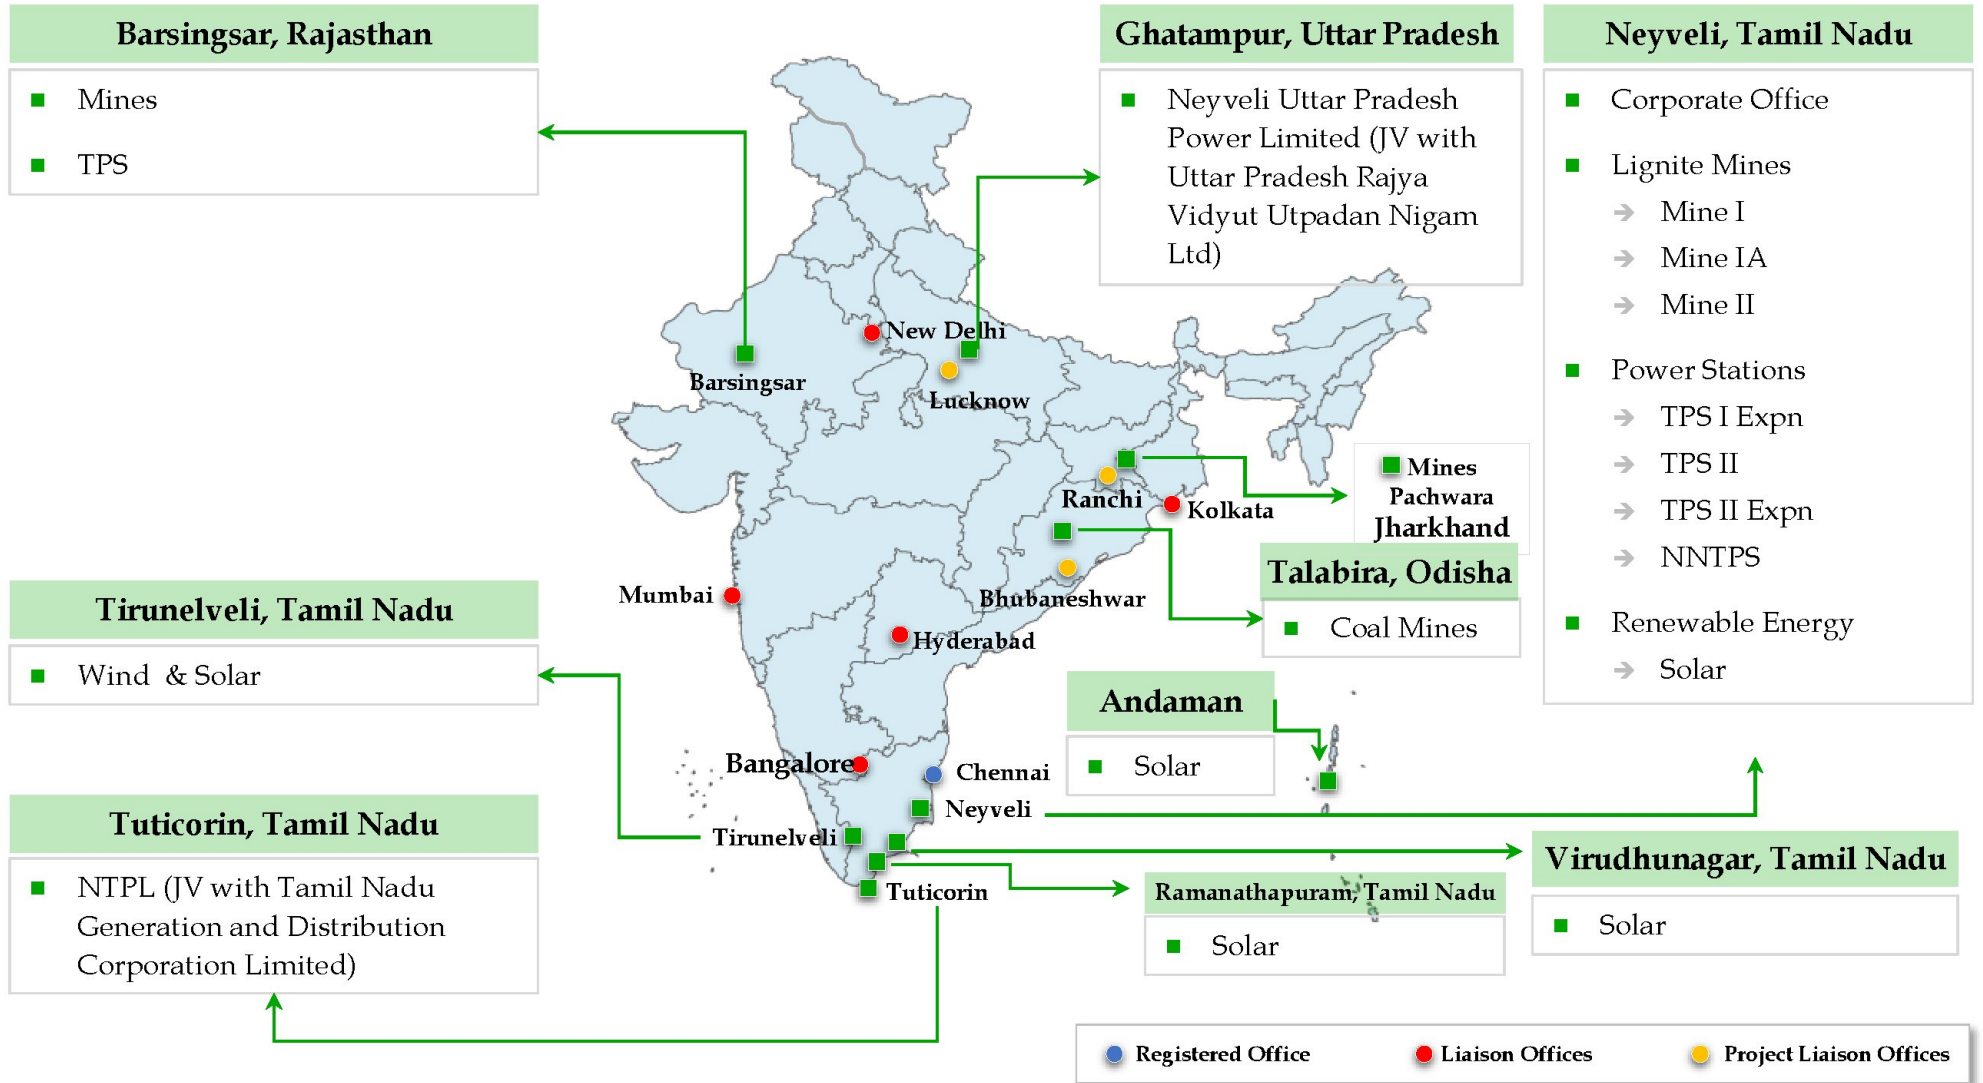 Barsingsar, Rajasthan
Mines
TPS
Ghatampur, Uttar Pradesh
Neyveli Uttar Pradesh
Power Limited (JV with
Uttar Pradesh Rajya
Vidyut Utpadan Nigam
Ltd)
Neyveli, Tamil Nadu
Corporate Office
Lignite Mines
Mine I
Mine IA
Mine II
Power Stations
TPS I Expn
TPS II
TPS II Expn
NNTPS
Renewable Energy
Solar
New Delhi
Barsingsar
Lucknow
Ranchi
Kolkata
Mines
Pachwara
Jharkhand
Talabira, Odisha
Coal Mines
Bhubaneshwar
Mumbai
Hyderabad
Tirunelveli, Tamil Nadu
Wind & Solar
Andaman
Solar
Bangalore
Chennai
Neyveli
Tirunelveli
Tuticorin
Tuticorin, Tamil Nadu
NTPL (JV with Tamil Nadu
Generation and Distribution
Corporation Limited)
Ramanathapuram, Tamil Nadu
Solar
Virudhunagar, Tamil Nadu
Solar
Registered Office
Liaison Offices
Project Liaison Offices